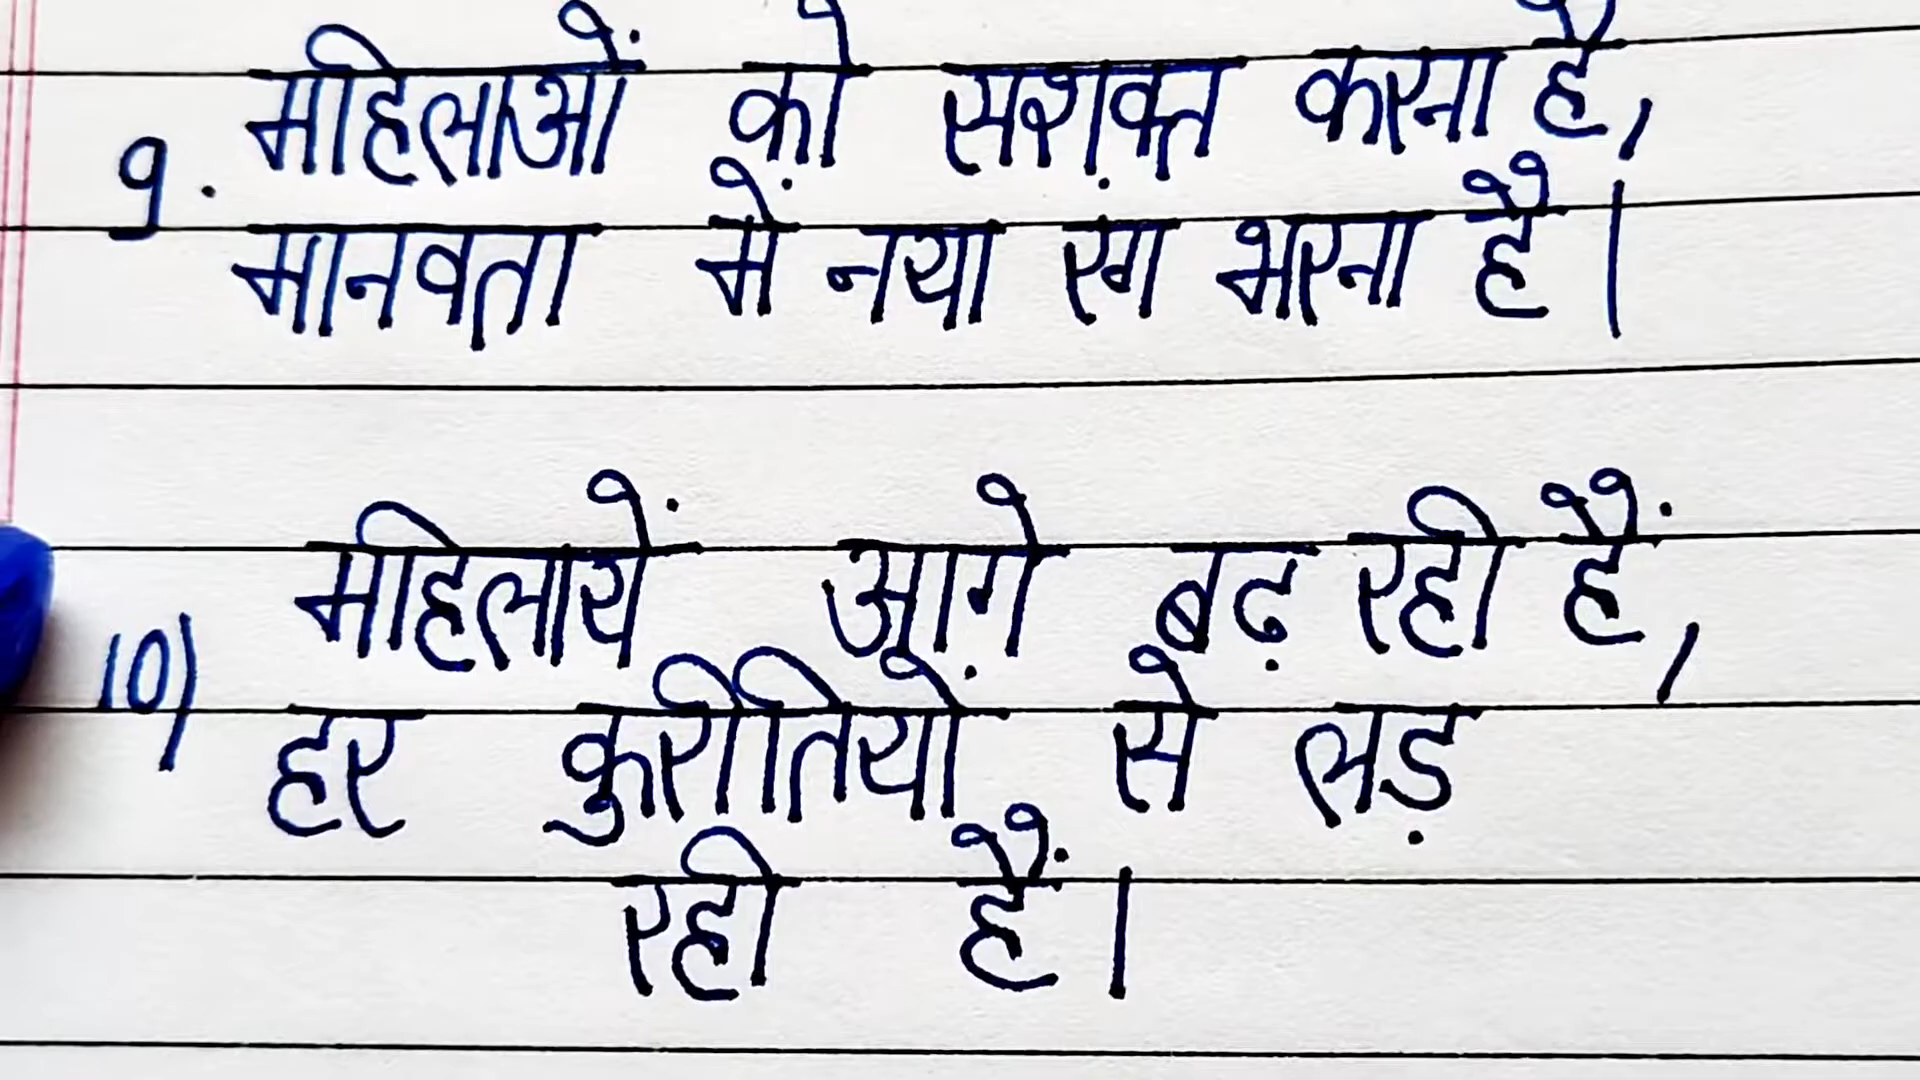 9. महिलाओं को सशक्त करना है,
मानवता में नया रंग भरना है।
10) महिलायें आगे बढ़ रही हैं,
हर कुरीतियों से लड़
रही हैं।